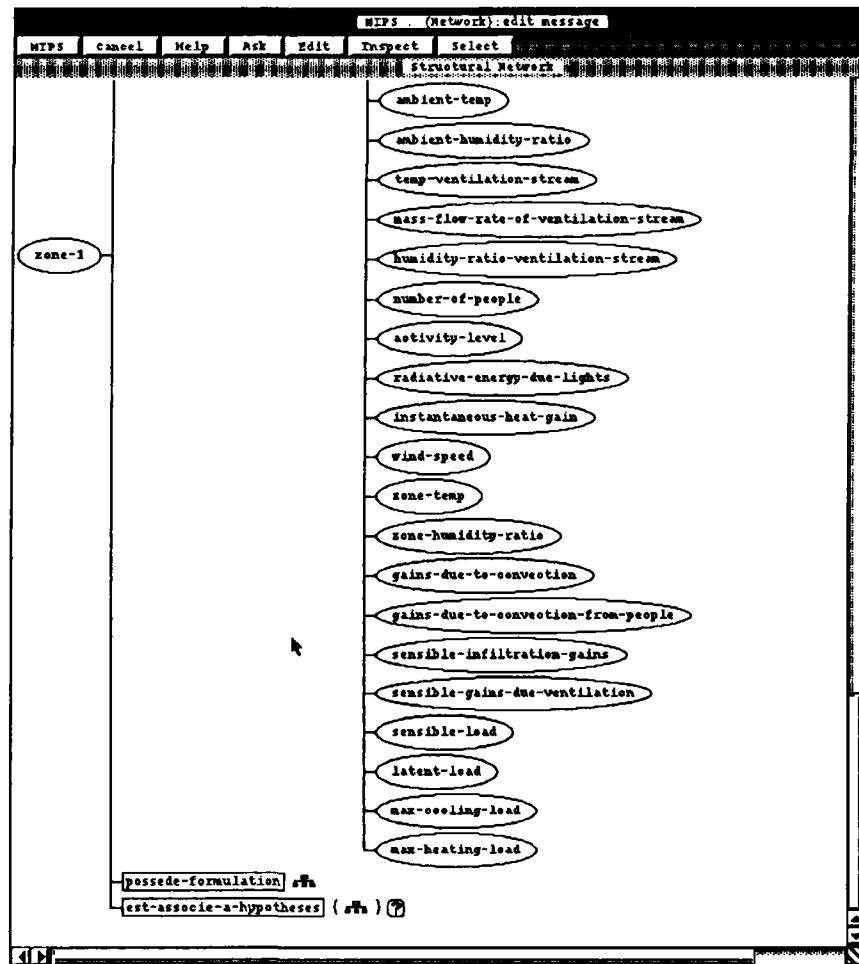 MIPS . (Network):edit message
MIPS Cancel Help Ask Edit Inspect Select
Structural Network
ambient-temp
ambient-humidity-ratio
temp-ventilation-stream
mass-flow-rate-of-ventilation-stream
zone-1
humidity-ratio-ventilation-stream
number-of-people
activity-level
radiative-energy-due-lights
instantaneous-heat-gain
wind-speed
zone-temp
zone-humidity-ratio
gains-due-to-convection
gains-due-to-convection-from-people
sensible-infiltration-gains
sensible-gains-due-ventilation
sensible-load
latent-load
max-cooling-load
max-heating-load
possede-formulation
est-associe-a-hypotheses ( ) ?